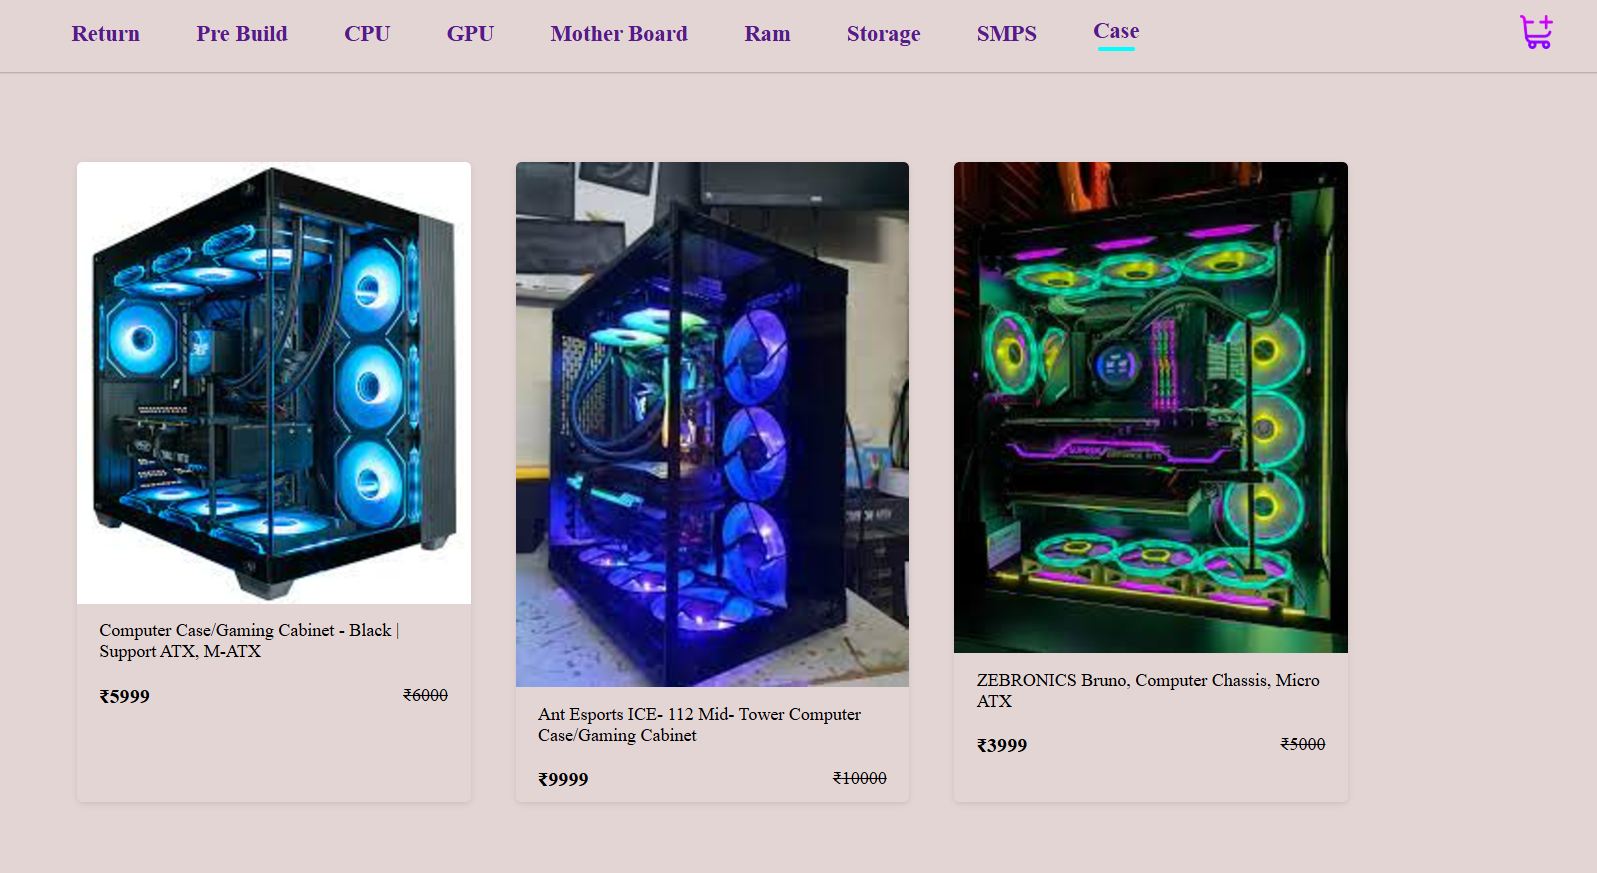 Return Pre Build CPU GPU Mother Board Ram Storage SMPS Case
Computer Case/Gaming Cabinet - Black |
Support ATX, M-ATX
₹5999 ₹6000
Ant Esports ICE- 112 Mid- Tower Computer
Case/Gaming Cabinet
₹9999 ₹10000
ZEBRONICS Bruno, Computer Chassis, Micro
ATX
₹3999 ₹5000